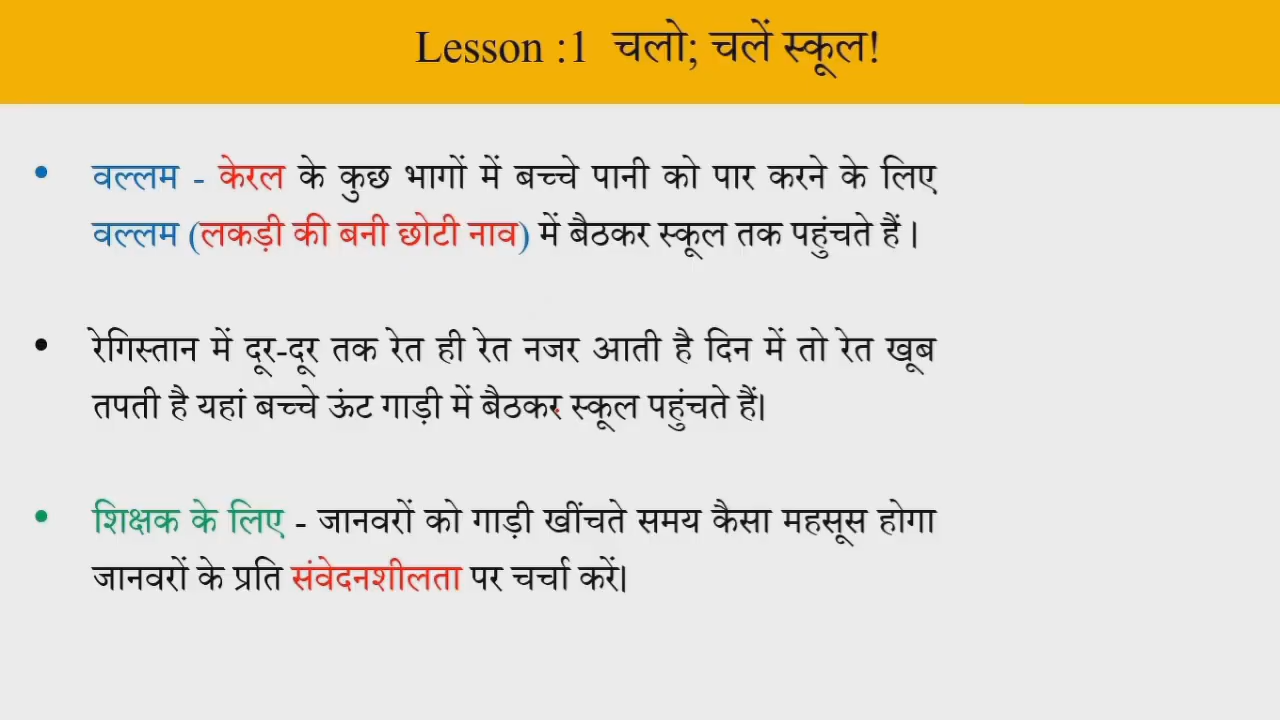 Lesson :1 चलो; चलें स्कूल!
• वल्लम - केरल के कुछ भागों में बच्चे पानी को पार करने के लिए
वल्लम (लकड़ी की बनी छोटी नाव) में बैठकर स्कूल तक पहुंचते हैं।
• रेगिस्तान में दूर-दूर तक रेत ही रेत नजर आती है दिन में तो रेत खूब
तपती है यहां बच्चे ऊंट गाड़ी में बैठकर स्कूल पहुंचते हैं।
• शिक्षक के लिए - जानवरों को गाड़ी खींचते समय कैसा महसूस होगा
जानवरों के प्रति संवेदनशीलता पर चर्चा करें।